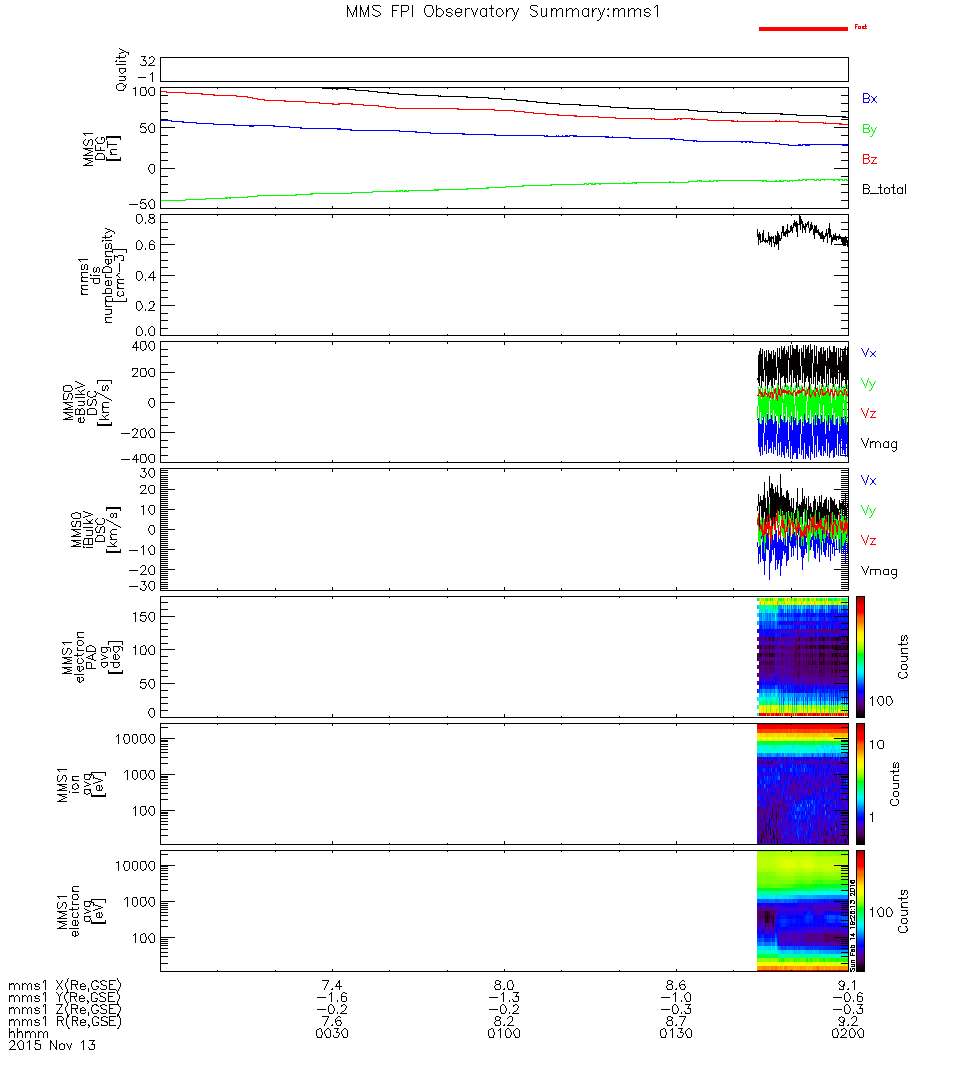 MMS FPI Observatory Summary:mms1
Fast
Quality
32
-1
MMS1
DFG
[nT]
100
50
0
-50
Bx
By
Bz
B_total
mms1
dis
numberDensity
[cm^-3]
0.8
0.6
0.4
0.2
0.0
MMS0
eBulkV
DSC
[km/s]
400
200
0
-200
-400
Vx
Vy
Vz
Vmag
MMS0
iBulkV
DSC
[km/s]
30
20
10
0
-10
-20
-30
Vx
Vy
Vz
Vmag
MMS1
electron
PAD
avg
[deg]
150
100
50
0
100
Counts
MMS1
ion
avg
[eV]
10000
1000
100
10
1
Counts
MMS1
electron
avg
[eV]
10000
1000
100
100
Counts
mms1 X(Re,GSE) 7.4 8.0 8.6 9.1
mms1 Y(Re,GSE) -1.6 -1.3 -1.0 -0.6
mms1 Z(Re,GSE) -0.2 -0.2 -0.3 -0.3
mms1 R(Re,GSE) 7.6 8.2 8.7 9.2
hhmm 0030 0100 0130 0200
2015 Nov 13